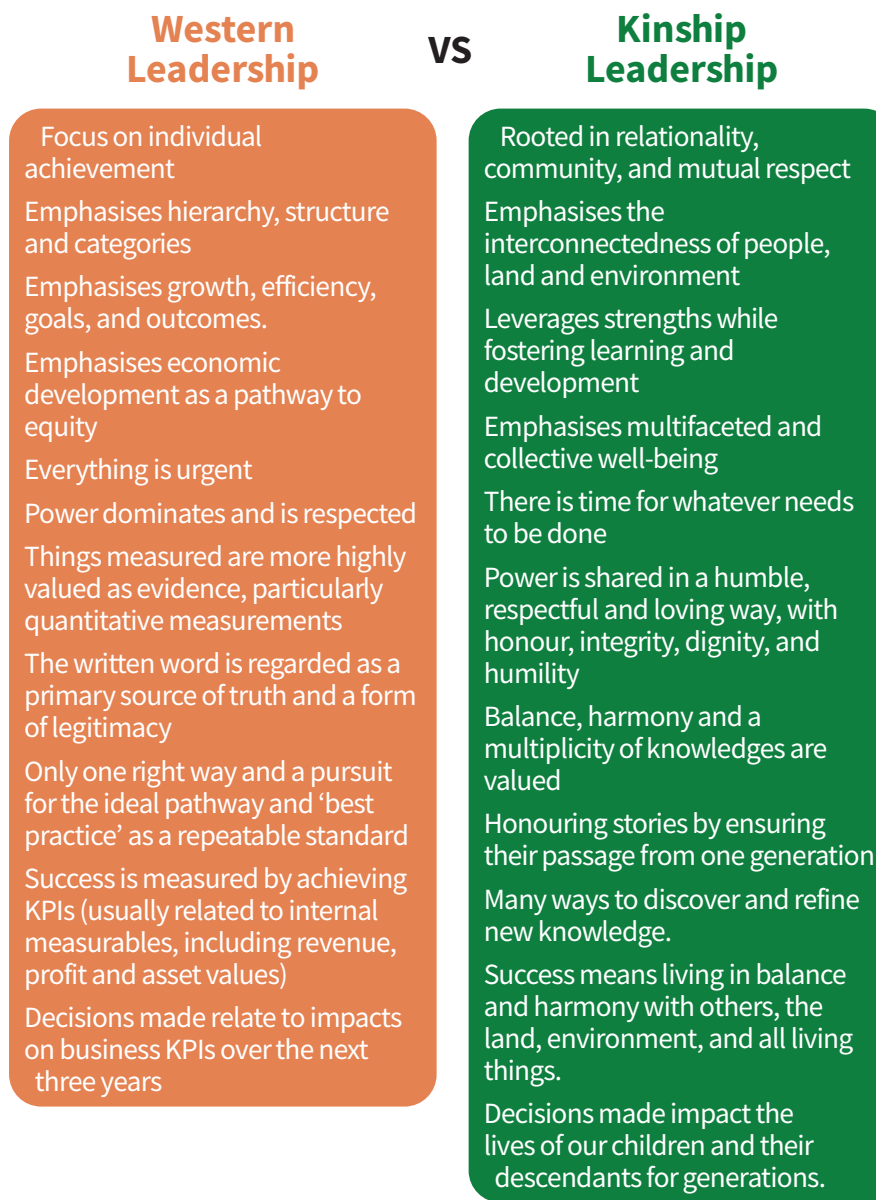 Western
Leadership
VS
Kinship
Leadership
Focus on individual
achievement
Emphasises hierarchy, structure
and categories
Emphasises growth, efficiency,
goals, and outcomes.
Emphasises economic
development as a pathway to
equity
Everything is urgent
Power dominates and is respected
Things measured are more highly
valued as evidence, particularly
quantitative measurements
The written word is regarded as a
primary source of truth and a form
of legitimacy
Only one right way and a pursuit
for the ideal pathway and ‘best
practice’ as a repeatable standard
Success is measured by achieving
KPIs (usually related to internal
measurables, including revenue,
profit and asset values)
Decisions made relate to impacts
on business KPIs over the next
three years
Rooted in relationality,
community, and mutual respect
Emphasises the
interconnectedness of people,
land and environment
Leverages strengths while
fostering learning and
development
Emphasises multifaceted and
collective well-being
There is time for whatever needs
to be done
Power is shared in a humble,
respectful and loving way, with
honour, integrity, dignity, and
humility
Balance, harmony and a
multiplicity of knowledges are
valued
Honouring stories by ensuring
their passage from one generation
Many ways to discover and refine
new knowledge.
Success means living in balance
and harmony with others, the
land, environment, and all living
things.
Decisions made impact the
lives of our children and their
descendants for generations.